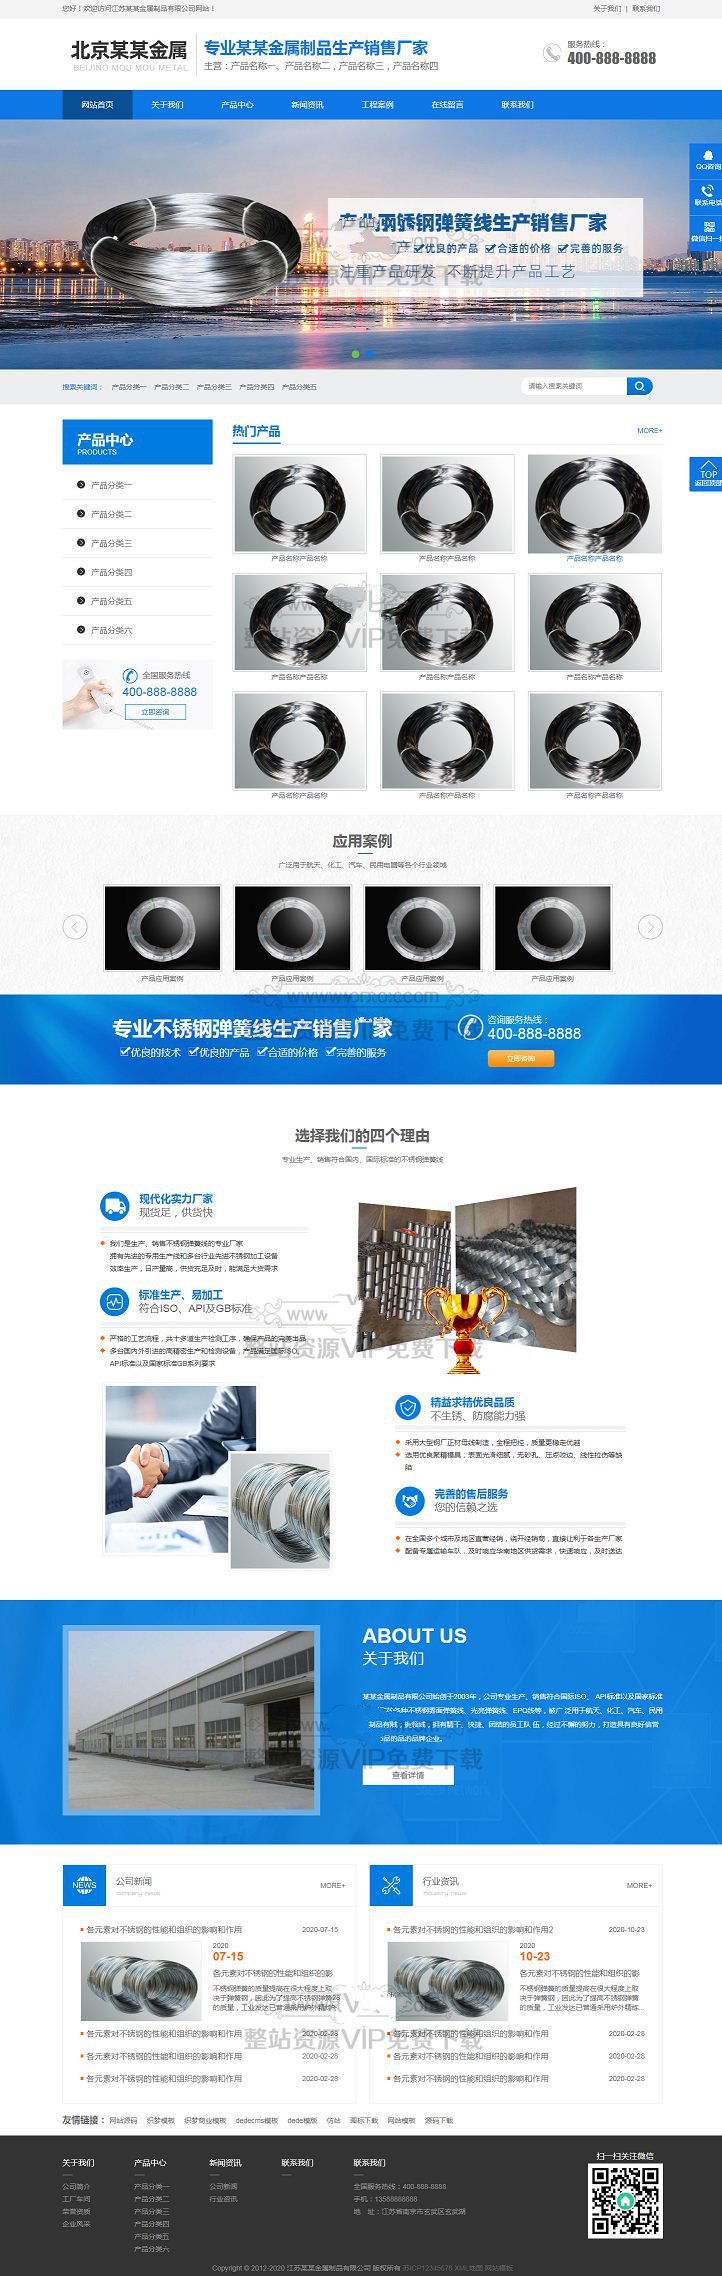 您好！欢迎访问江苏某某金属制品有限公司网站！
关于我们 | 联系我们
北京某某金属
BEIJING MOU MOU METAL
专业某某金属制品生产销售厂家
主营：产品名称一、产品名称二，产品名称三，产品名称四
服务热线：
400-888-8888
网站首页 关于我们 产品中心 新闻资讯 工程案例 在线留言 联系我们
QQ咨询
联系电话
微信扫一扫
不锈钢弹簧线生产销售厂家
优良的产品 合适的价格 完善的服务
注重产品研发 不断提升产品工艺
搜索关键词： 产品分类一 产品分类二 产品分类三 产品分类四 产品分类五
请输入搜索关键词
产品中心
PRODUCTS
热门产品
MORE+
TOP
返回顶部
产品分类一
产品分类二
产品分类三
产品分类四
产品分类五
产品分类六
全国服务热线
400-888-8888
立即咨询
产品名称产品名称 产品名称产品名称 产品名称产品名称
产品名称产品名称 产品名称产品名称 产品名称产品名称
产品名称产品名称 产品名称产品名称 产品名称产品名称
整站资源VIP免费下载
应用案例
广泛用于航天、化工、汽车、民用电器等各个行业领域
产品应用案例 产品应用案例 产品应用案例 产品应用案例
专业不锈钢弹簧线生产销售厂家
优良的技术 优良的产品 合适的价格 完善的服务
咨询服务热线：
400-888-8888
立即咨询
选择我们的四个理由
专业生产、销售符合国内、国际标准的不锈钢弹簧线
现代化实力厂家
现货足，供货快
我们是生产、销售不锈钢弹簧线的专业厂家
拥有先进的专用生产线和多台行业先进不锈钢加工设备
效率生产，日产量高，供货充足及时，能满足大货需求
标准生产、易加工
符合ISO、API及GB标准
严格的工艺流程，共十多道生产检测工序，确保产品的完美出品
多台国内外引进的高精密生产和检测设备，产品满足国际ISO,
API标准以及国家标准GB系列要求
整站资源VIP免费下载
精益求精优良品质
不生锈、防腐能力强
采用大型钢厂正材母线制造，全程把控，质量更稳定优越
选用优良聚精模具，表面光滑细腻，无砂孔、压点咬边、线性拉伤等缺
陷
完善的售后服务
您的信赖之选
在全国多个城市及地区直营经销，绕开经销商，直接让利于各生产厂家
配备专属运输车队，及时响应华南地区供货需求，快速响应，及时送达
ABOUT US
关于我们
某某金属制品有限公司始创于2003年，公司专业生产、销售符合国际ISO、 API标准以及国家标准
不锈钢表面弹簧线、光亮弹簧线、EPQ线等，被广 泛用于航天、化工、汽车、民用
拥有精干、快捷、团结的员工队 伍，经过不懈的努力，打造具有良好信誉
品的品的品牌企业。
查看详情
整站资源VIP免费下载
NEWS
公司新闻
company news
MORE+
行业资讯
industry news
MORE+
各元素对不锈钢的性能和组织的影响和作用 2020-07-15
各元素对不锈钢的性能和组织的影响和作用2 2020-10-23
2020
07-15
各元素对不锈钢的性能和组织的影
不锈钢弹簧的质量提高在很大程度上取
决于弹簧钢，因此为了提高不锈钢弹簧
的质量，工业发达已普遍采用炉外精炼
2020
10-23
各元素对不锈钢的性能和组织的影
不锈钢弹簧的质量提高在很大程度上取
决于弹簧钢，因此为了提高不锈钢弹簧
的质量，工业发达已普遍采用炉外精炼...
各元素对不锈钢的性能和组织的影响和作用 2020-02-28
各元素对不锈钢的性能和组织的影响和作用 2020-02-28
各元素对不锈钢的性能和组织的影响和作用 2020-02-28
各元素对不锈钢的性能和组织的影响和作用 2020-02-28
各元素对不锈钢的性能和组织的影响和作用 2020-02-28
各元素对不锈钢的性能和组织的影响和作用 2020-02-28
整站资源VIP免费下载
友情链接： 网站源码 织梦模板 织梦商业模板 dedecms模板 dede模版 仿站 图标下载 网站模板 源码下载
关于我们
公司简介
工厂车间
荣誉资质
企业风采
产品中心
产品分类一
产品分类二
产品分类三
产品分类四
产品分类五
产品分类六
新闻资讯
公司新闻
行业资讯
联系我们
联系我们
全国服务热线：400-888-8888
手机：13588888888
地 址：江苏省南京市玄武区玄武湖
扫一扫关注微信
Copyright © 2012-2020 江苏某某金属制品有限公司 版权所有 苏ICP12345678 XML地图 网站模板